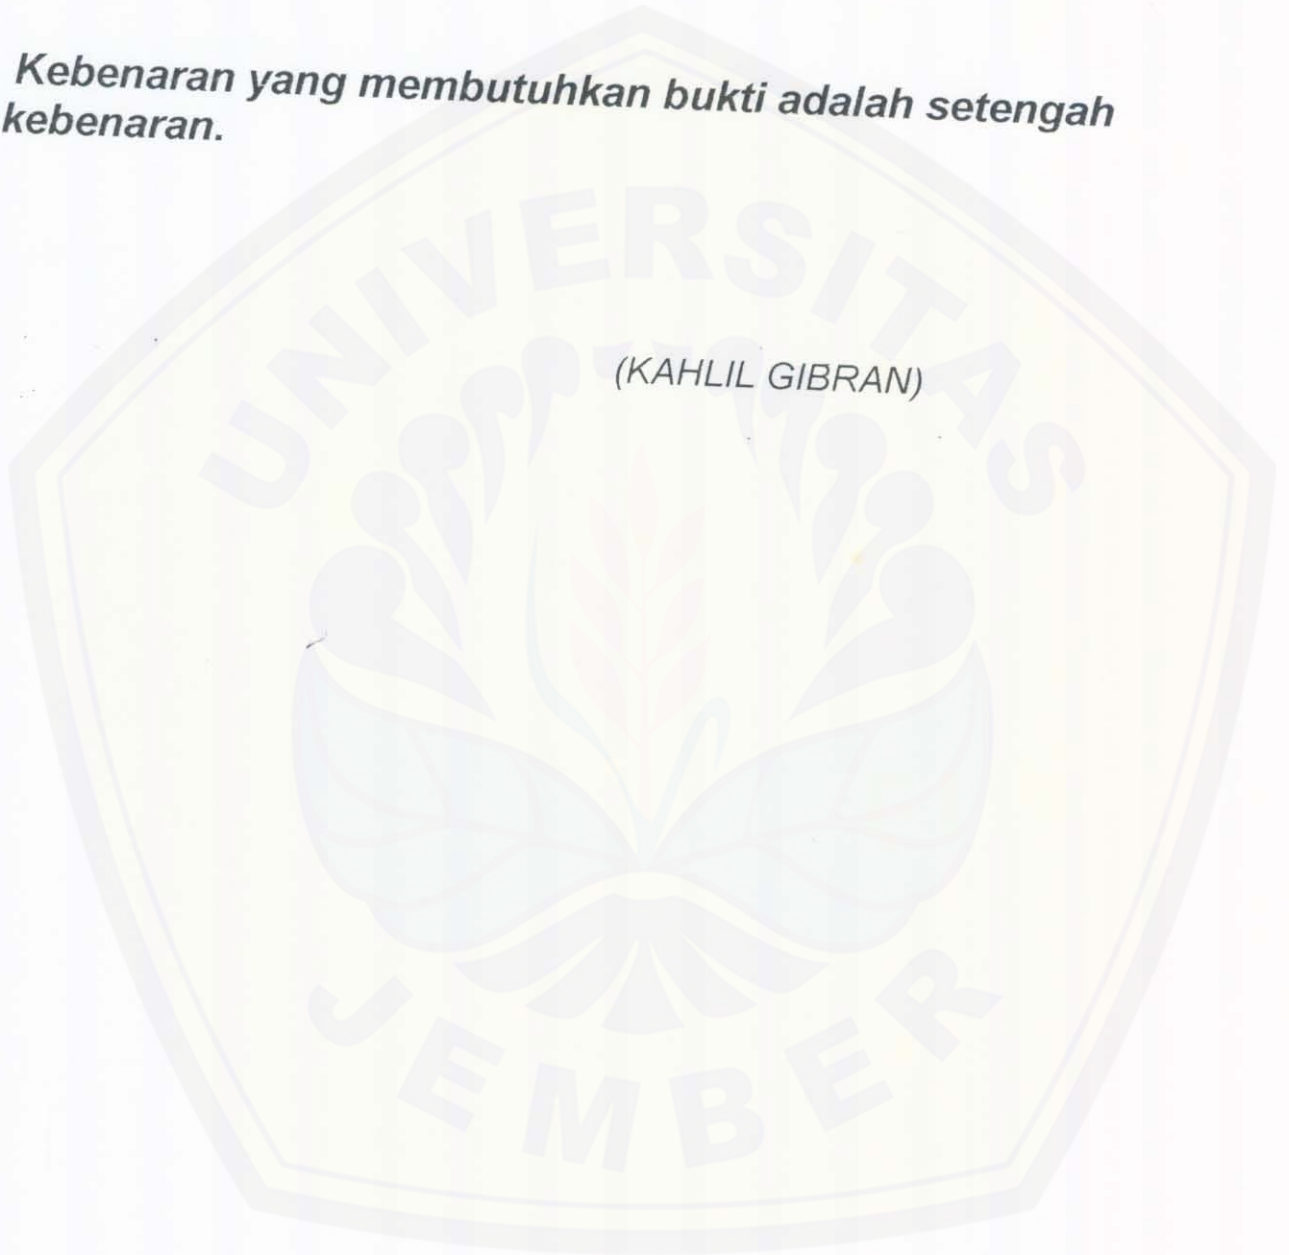 Kebenaran yang membutuhkan bukti adalah setengah
kebenaran.
UNIVERSITAS
(KAHLIL GIBRAN)
JEMBER